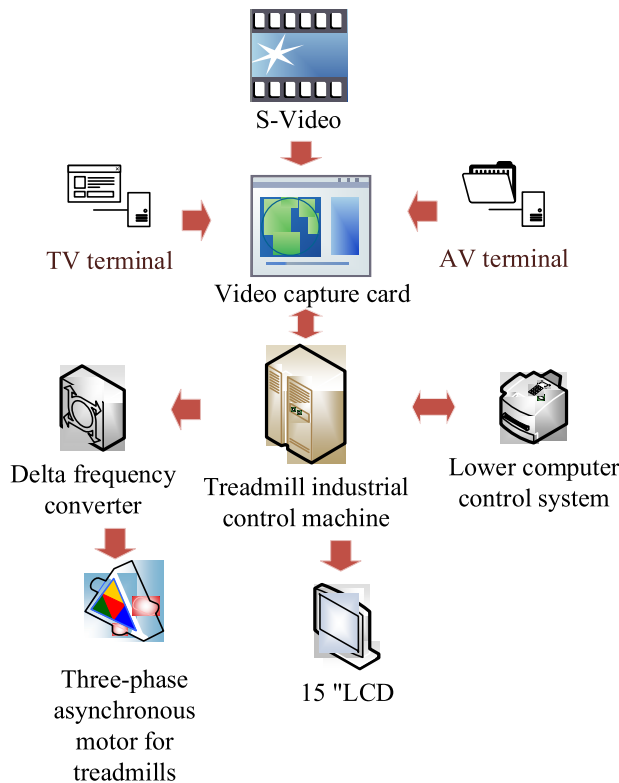 S-Video
TV terminal
AV terminal
Video capture card
Delta frequency
converter
Treadmill industrial
control machine
Lower computer
control system
Three-phase
asynchronous
motor for
treadmills
15 "LCD